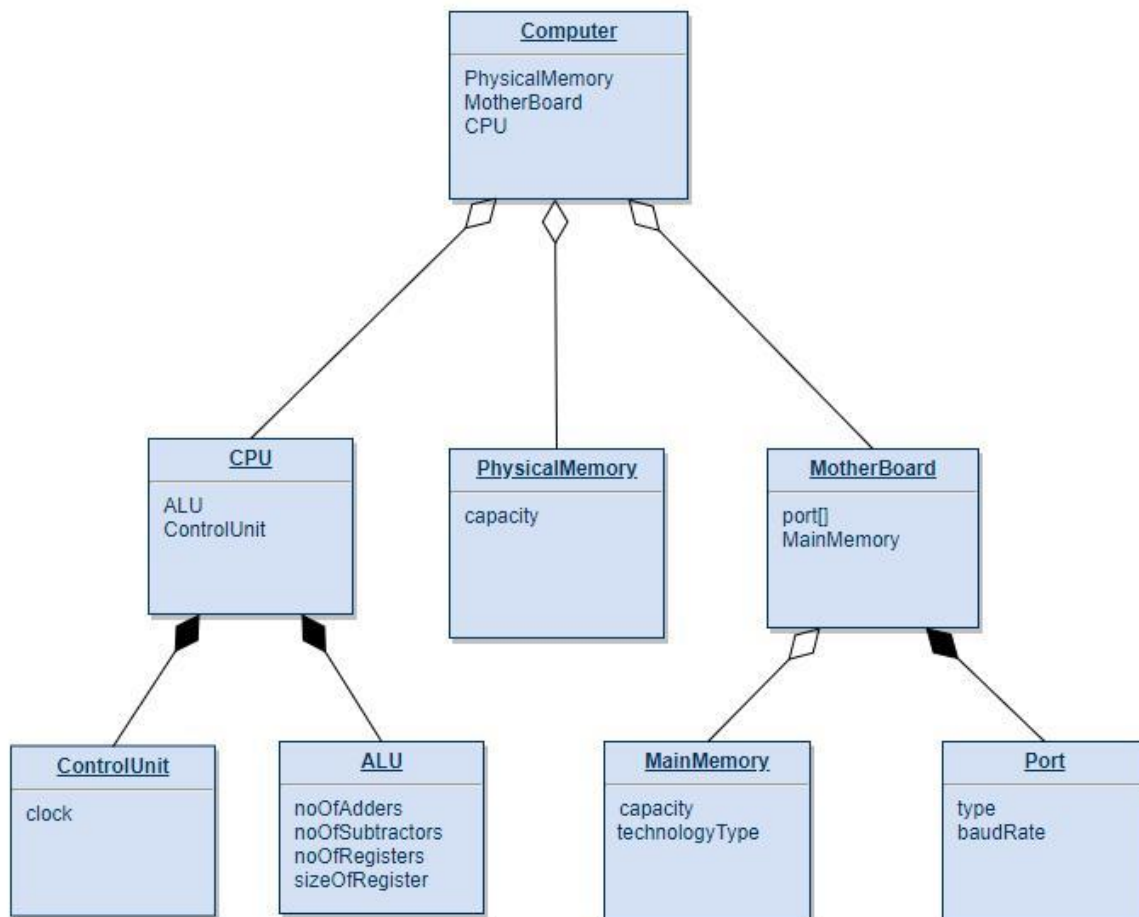 Computer
PhysicalMemory
MotherBoard
CPU
CPU
ALU
ControlUnit
PhysicalMemory
capacity
MotherBoard
port[]
MainMemory
ControlUnit
clock
ALU
noOfAdders
noOfSubtractors
noOfRegisters
sizeOfRegister
MainMemory
capacity
technologyType
Port
type
baudRate